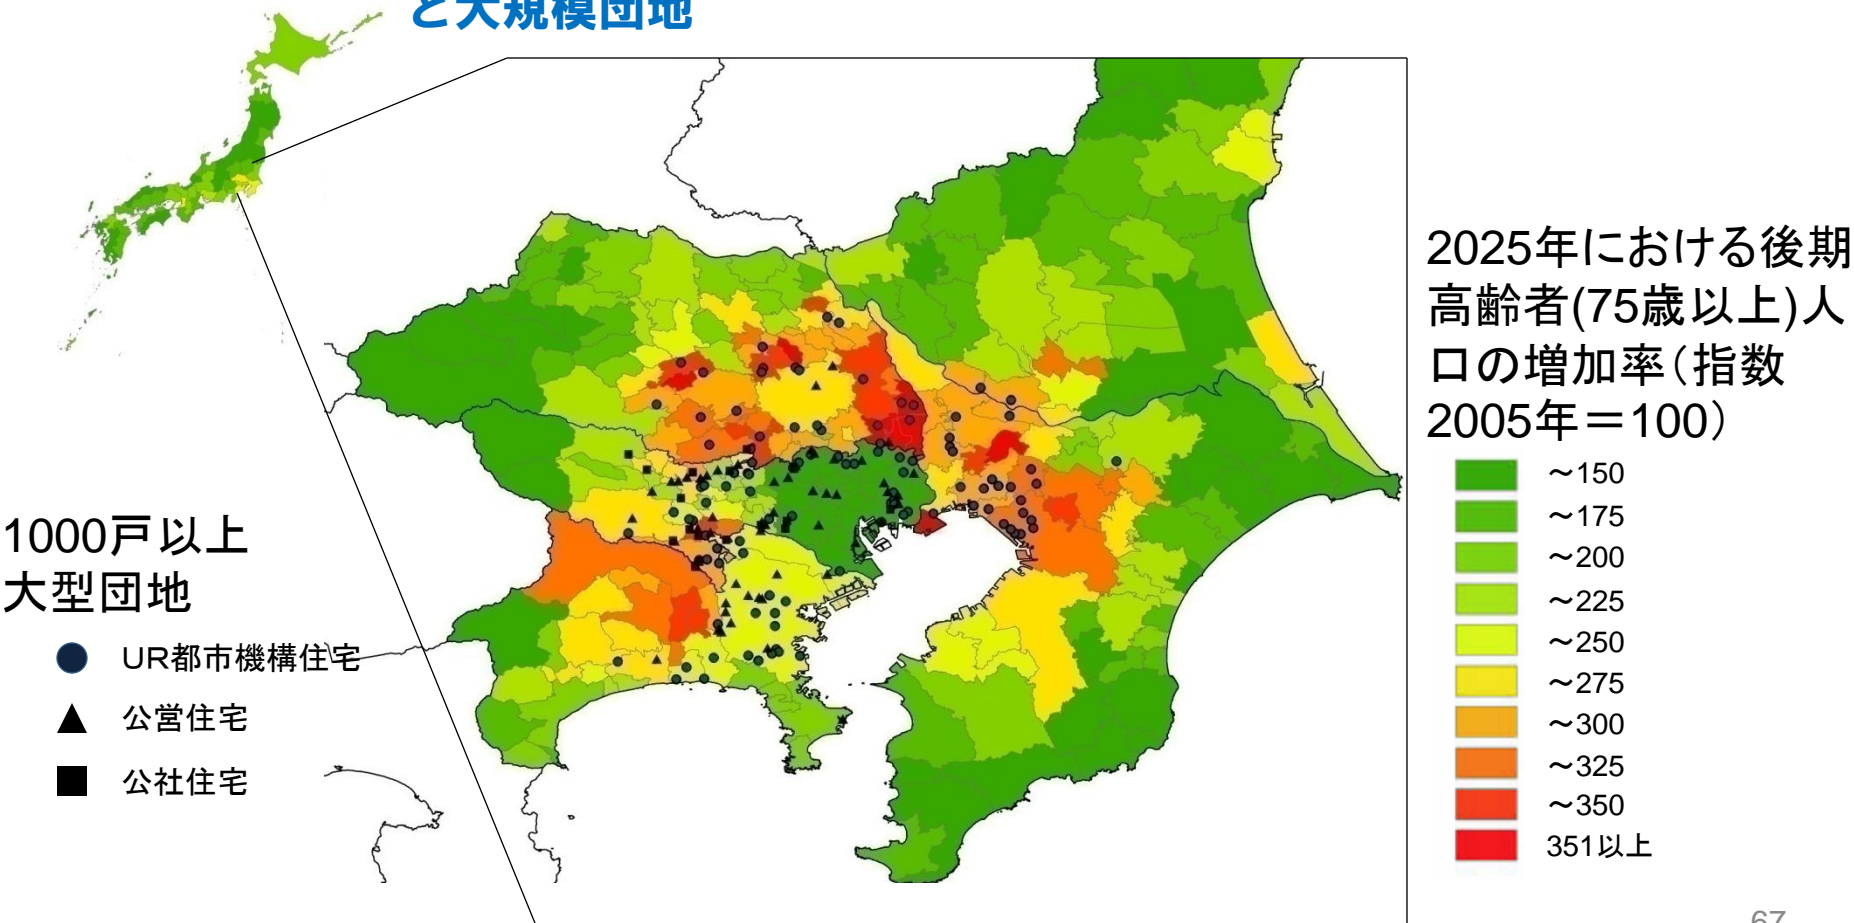 と大規模団地
2025年における後期
高齢者(75歳以上)人
口の増加率(指数
2005年=100)
～150
～175
～200
～225
～250
～275
～300
～325
～350
351以上
1000戸以上
大型団地
UR都市機構住宅
公営住宅
公社住宅
67